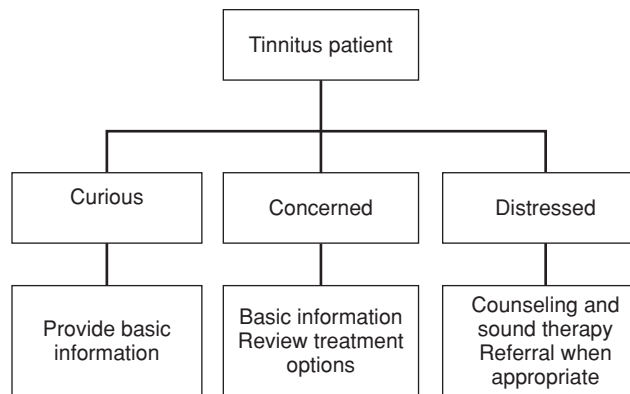 Tinnitus patient
Curious
Concerned
Distressed
Provide basic
information
Basic information
Review treatment
options
Counseling and
sound therapy
Referral when
appropriate